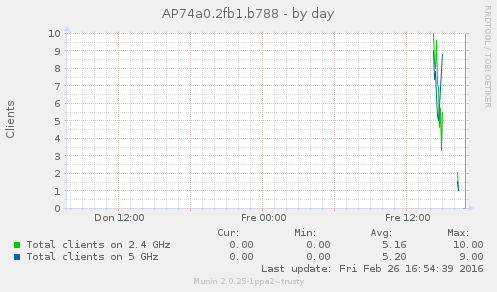 AP74a0.2fb1.b788 - by day
RRDTOOL / TOBI OETIKER
Clients
10
9
8
7
6
5
4
3
2
1
0
Don 12:00 Fre 00:00 Fre 12:00
Cur: Min: Avg: Max:
Total clients on 2.4 GHz 0.00 0.00 5.16 10.00
Total clients on 5 GHz 0.00 0.00 5.20 9.00
Last update: Fri Feb 26 16:54:39 2016
Munin 2.0.25-1ppa2~trusty